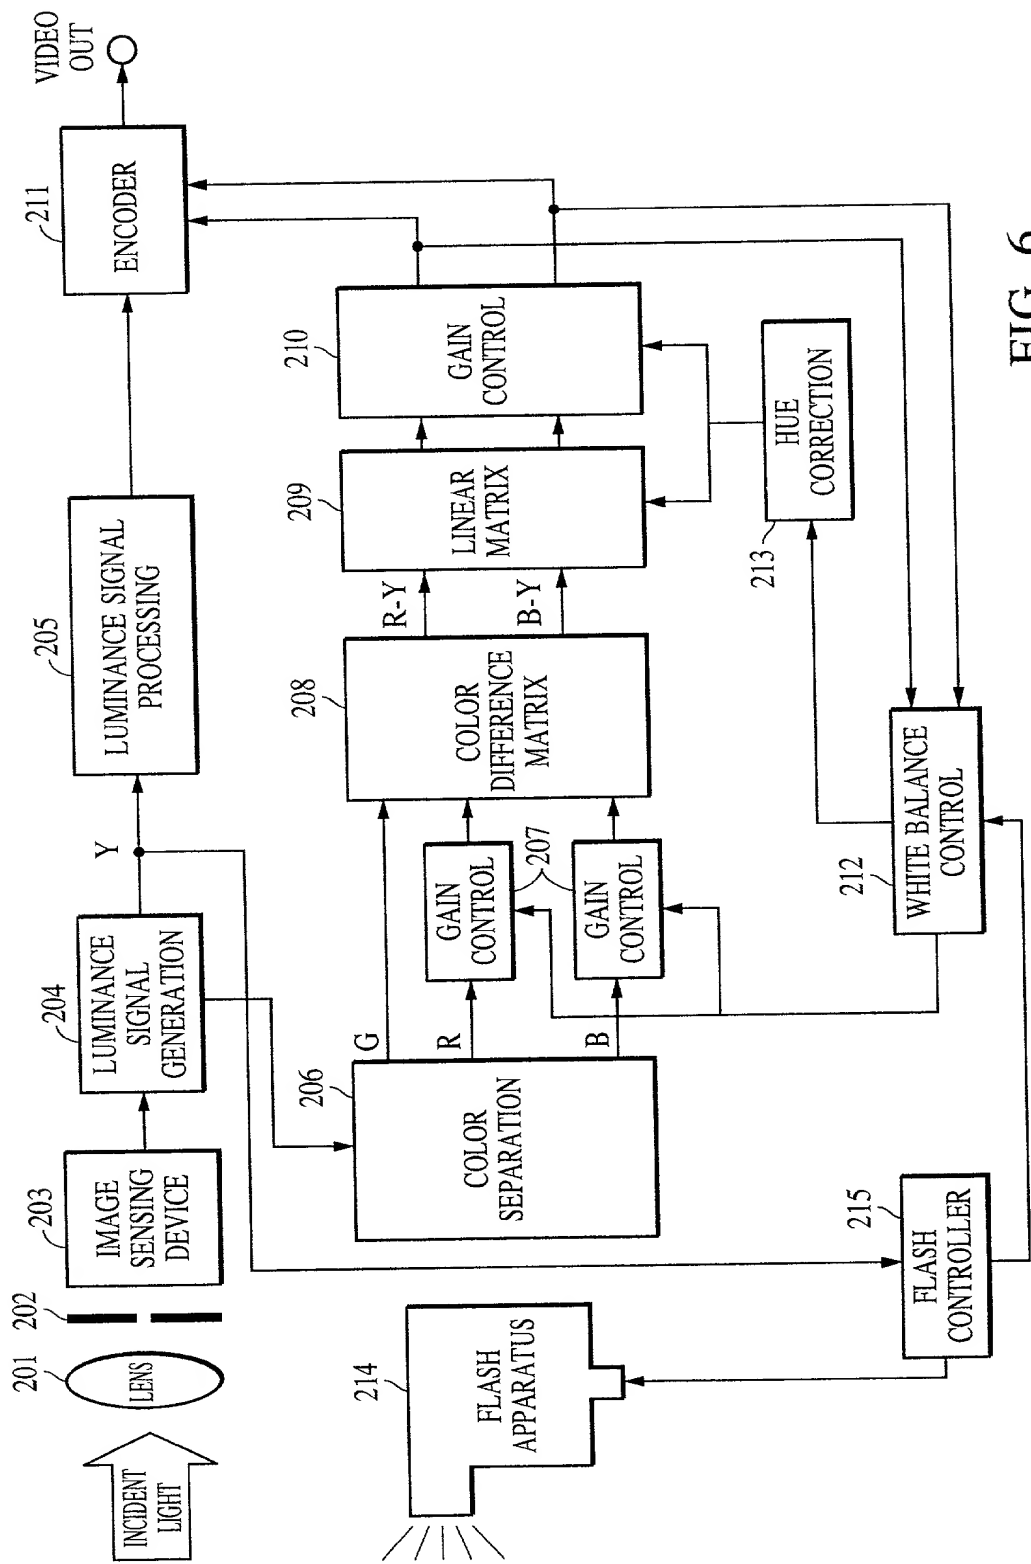 INCIDENT
LIGHT
201
LENS
202
203
IMAGE
SENSING
DEVICE
204
LUMINANCE
SIGNAL
GENERATION
Y
205
LUMINANCE SIGNAL
PROCESSING
211
ENCODER
VIDEO
OUT
206
COLOR
SEPARATION
G
R
B
GAIN
CONTROL
207
GAIN
CONTROL
208
COLOR
DIFFERENCE
MATRIX
R-Y
B-Y
209
LINEAR
MATRIX
210
GAIN
CONTROL
213
HUE
CORRECTION
212
WHITE BALANCE
CONTROL
214
FLASH
APPARATUS
215
FLASH
CONTROLLER
FIG. 6